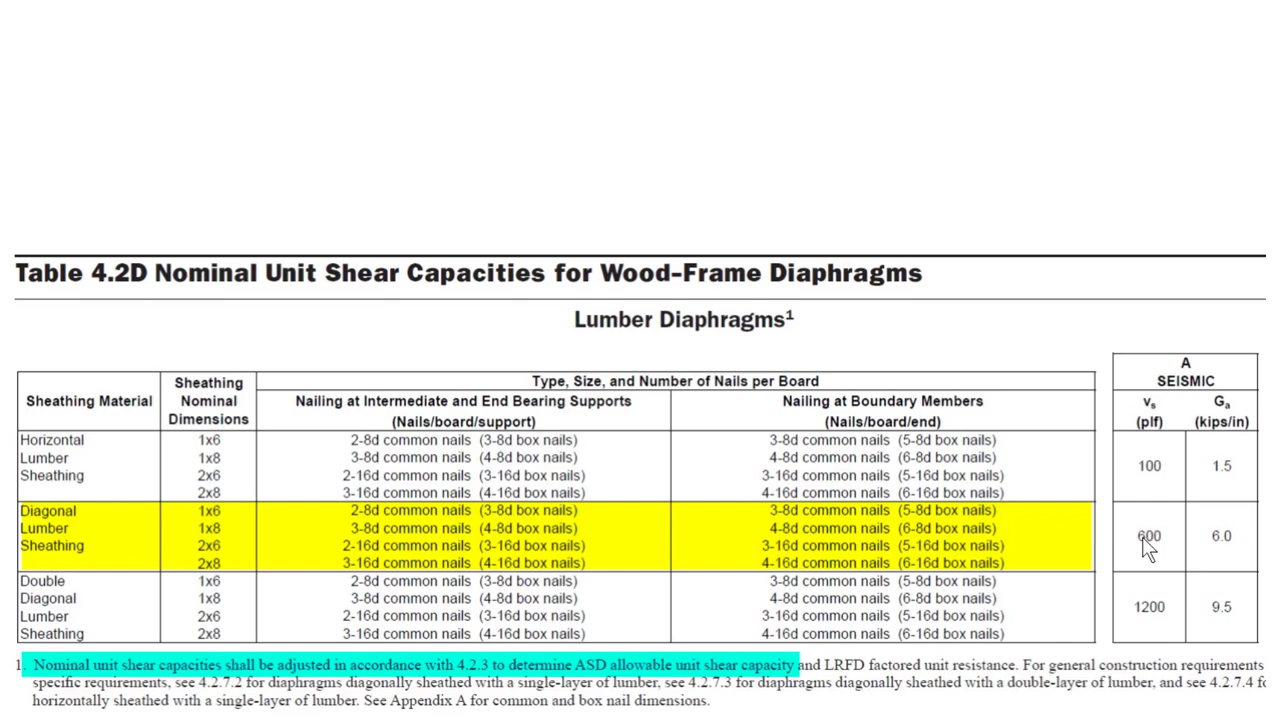 Table 4.2D Nominal Unit Shear Capacities for Wood-Frame Diaphragms
Lumber Diaphragms1
A
SEISMIC
Sheathing Material
Sheathing Nominal Dimensions
Type, Size, and Number of Nails per Board
Nailing at Intermediate and End Bearing Supports
(Nails/board/support)
Nailing at Boundary Members
(Nails/board/end)
vs (plf)
Ga (kips/in)
Horizontal 1x6 2-8d common nails (3-8d box nails) 3-8d common nails (5-8d box nails)
Lumber 1x8 3-8d common nails (4-8d box nails) 4-8d common nails (6-8d box nails)
100 1.5
Sheathing 2x6 2-16d common nails (3-16d box nails) 3-16d common nails (5-16d box nails)
2x8 3-16d common nails (4-16d box nails) 4-16d common nails (6-16d box nails)
Diagonal 1x6 2-8d common nails (3-8d box nails) 3-8d common nails (5-8d box nails)
Lumber 1x8 3-8d common nails (4-8d box nails) 4-8d common nails (6-8d box nails)
600 6.0
Sheathing 2x6 2-16d common nails (3-16d box nails) 3-16d common nails (5-16d box nails)
2x8 3-16d common nails (4-16d box nails) 4-16d common nails (6-16d box nails)
Double 1x6 2-8d common nails (3-8d box nails) 3-8d common nails (5-8d box nails)
Diagonal 1x8 3-8d common nails (4-8d box nails) 4-8d common nails (6-8d box nails)
1200 9.5
Lumber 2x6 2-16d common nails (3-16d box nails) 3-16d common nails (5-16d box nails)
Sheathing 2x8 3-16d common nails (4-16d box nails) 4-16d common nails (6-16d box nails)
1. Nominal unit shear capacities shall be adjusted in accordance with 4.2.3 to determine ASD allowable unit shear capacity and LRFD factored unit resistance. For general construction requirements
specific requirements, see 4.2.7.2 for diaphragms diagonally sheathed with a single-layer of lumber, see 4.2.7.3 for diaphragms diagonally sheathed with a double-layer of lumber, and see 4.2.7.4
horizontally sheathed with a single-layer of lumber. See Appendix A for common and box nail dimensions.